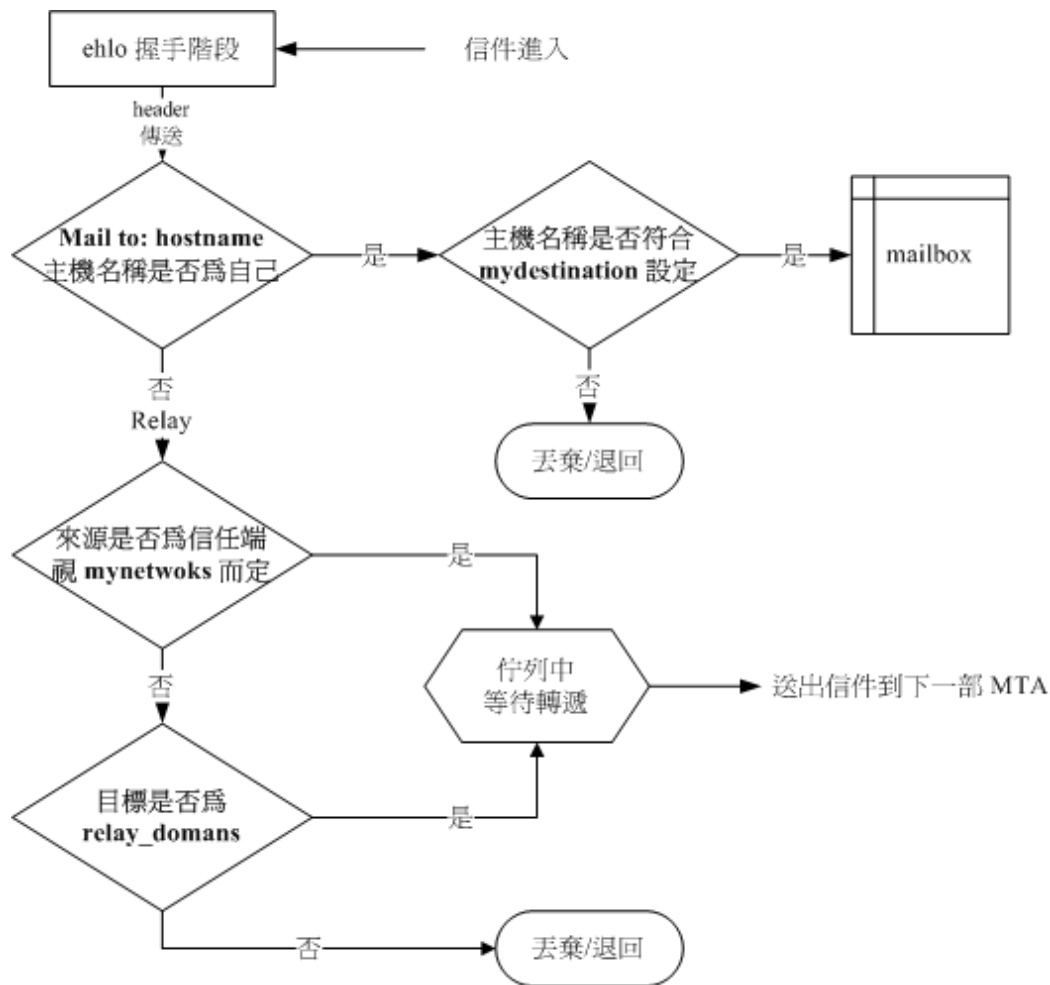 ehlo 握手階段
信件進入
header
傳送
Mail to: hostname
主機名稱是否為自己
是
主機名稱是否符合
mydestination 設定
是
mailbox
否
Relay
否
丟棄/退回
來源是否為信任端
視 mynetwoks 而定
是
佇列中
等待轉遞
送出信件到下一部 MTA
否
目標是否為
relay_domans
是
否
丟棄/退回